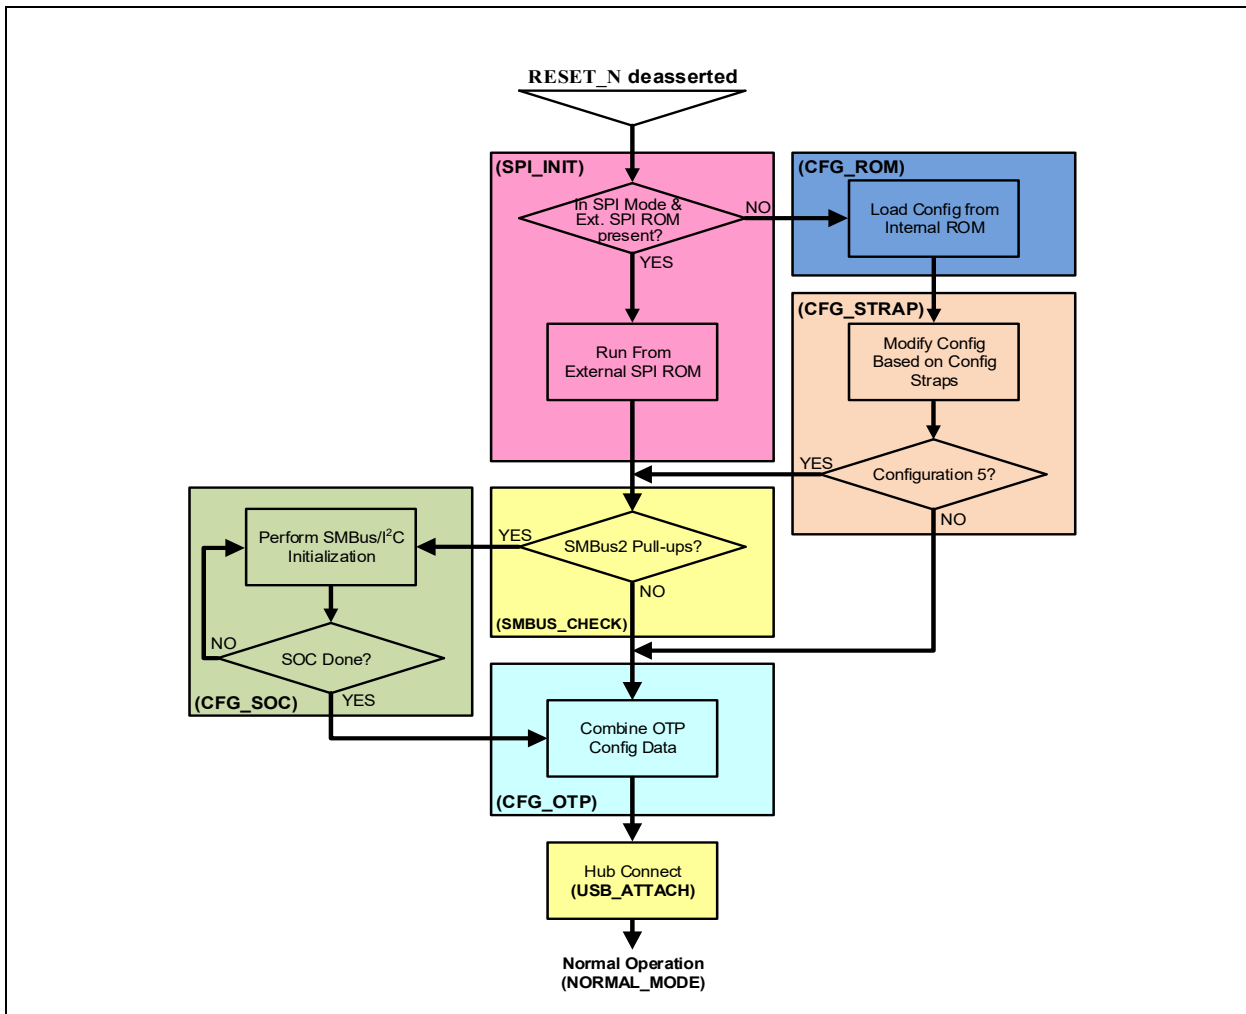 RESET_N deasserted
(SPI_INIT)
In SPI Mode &
Ext. SPI ROM
present?
NO
YES
Run From
External SPI ROM
(CFG_ROM)
Load Config from
Internal ROM
(CFG_STRAP)
Modify Config
Based on Config
Straps
Configuration 5?
YES
NO
SMBus2 Pull-ups?
YES
NO
(SMBUS_CHECK)
Perform SMBus/I²C
Initialization
SOC Done?
NO
YES
(CFG_SOC)
Combine OTP
Config Data
(CFG_OTP)
Hub Connect
(USB_ATTACH)
Normal Operation
(NORMAL_MODE)